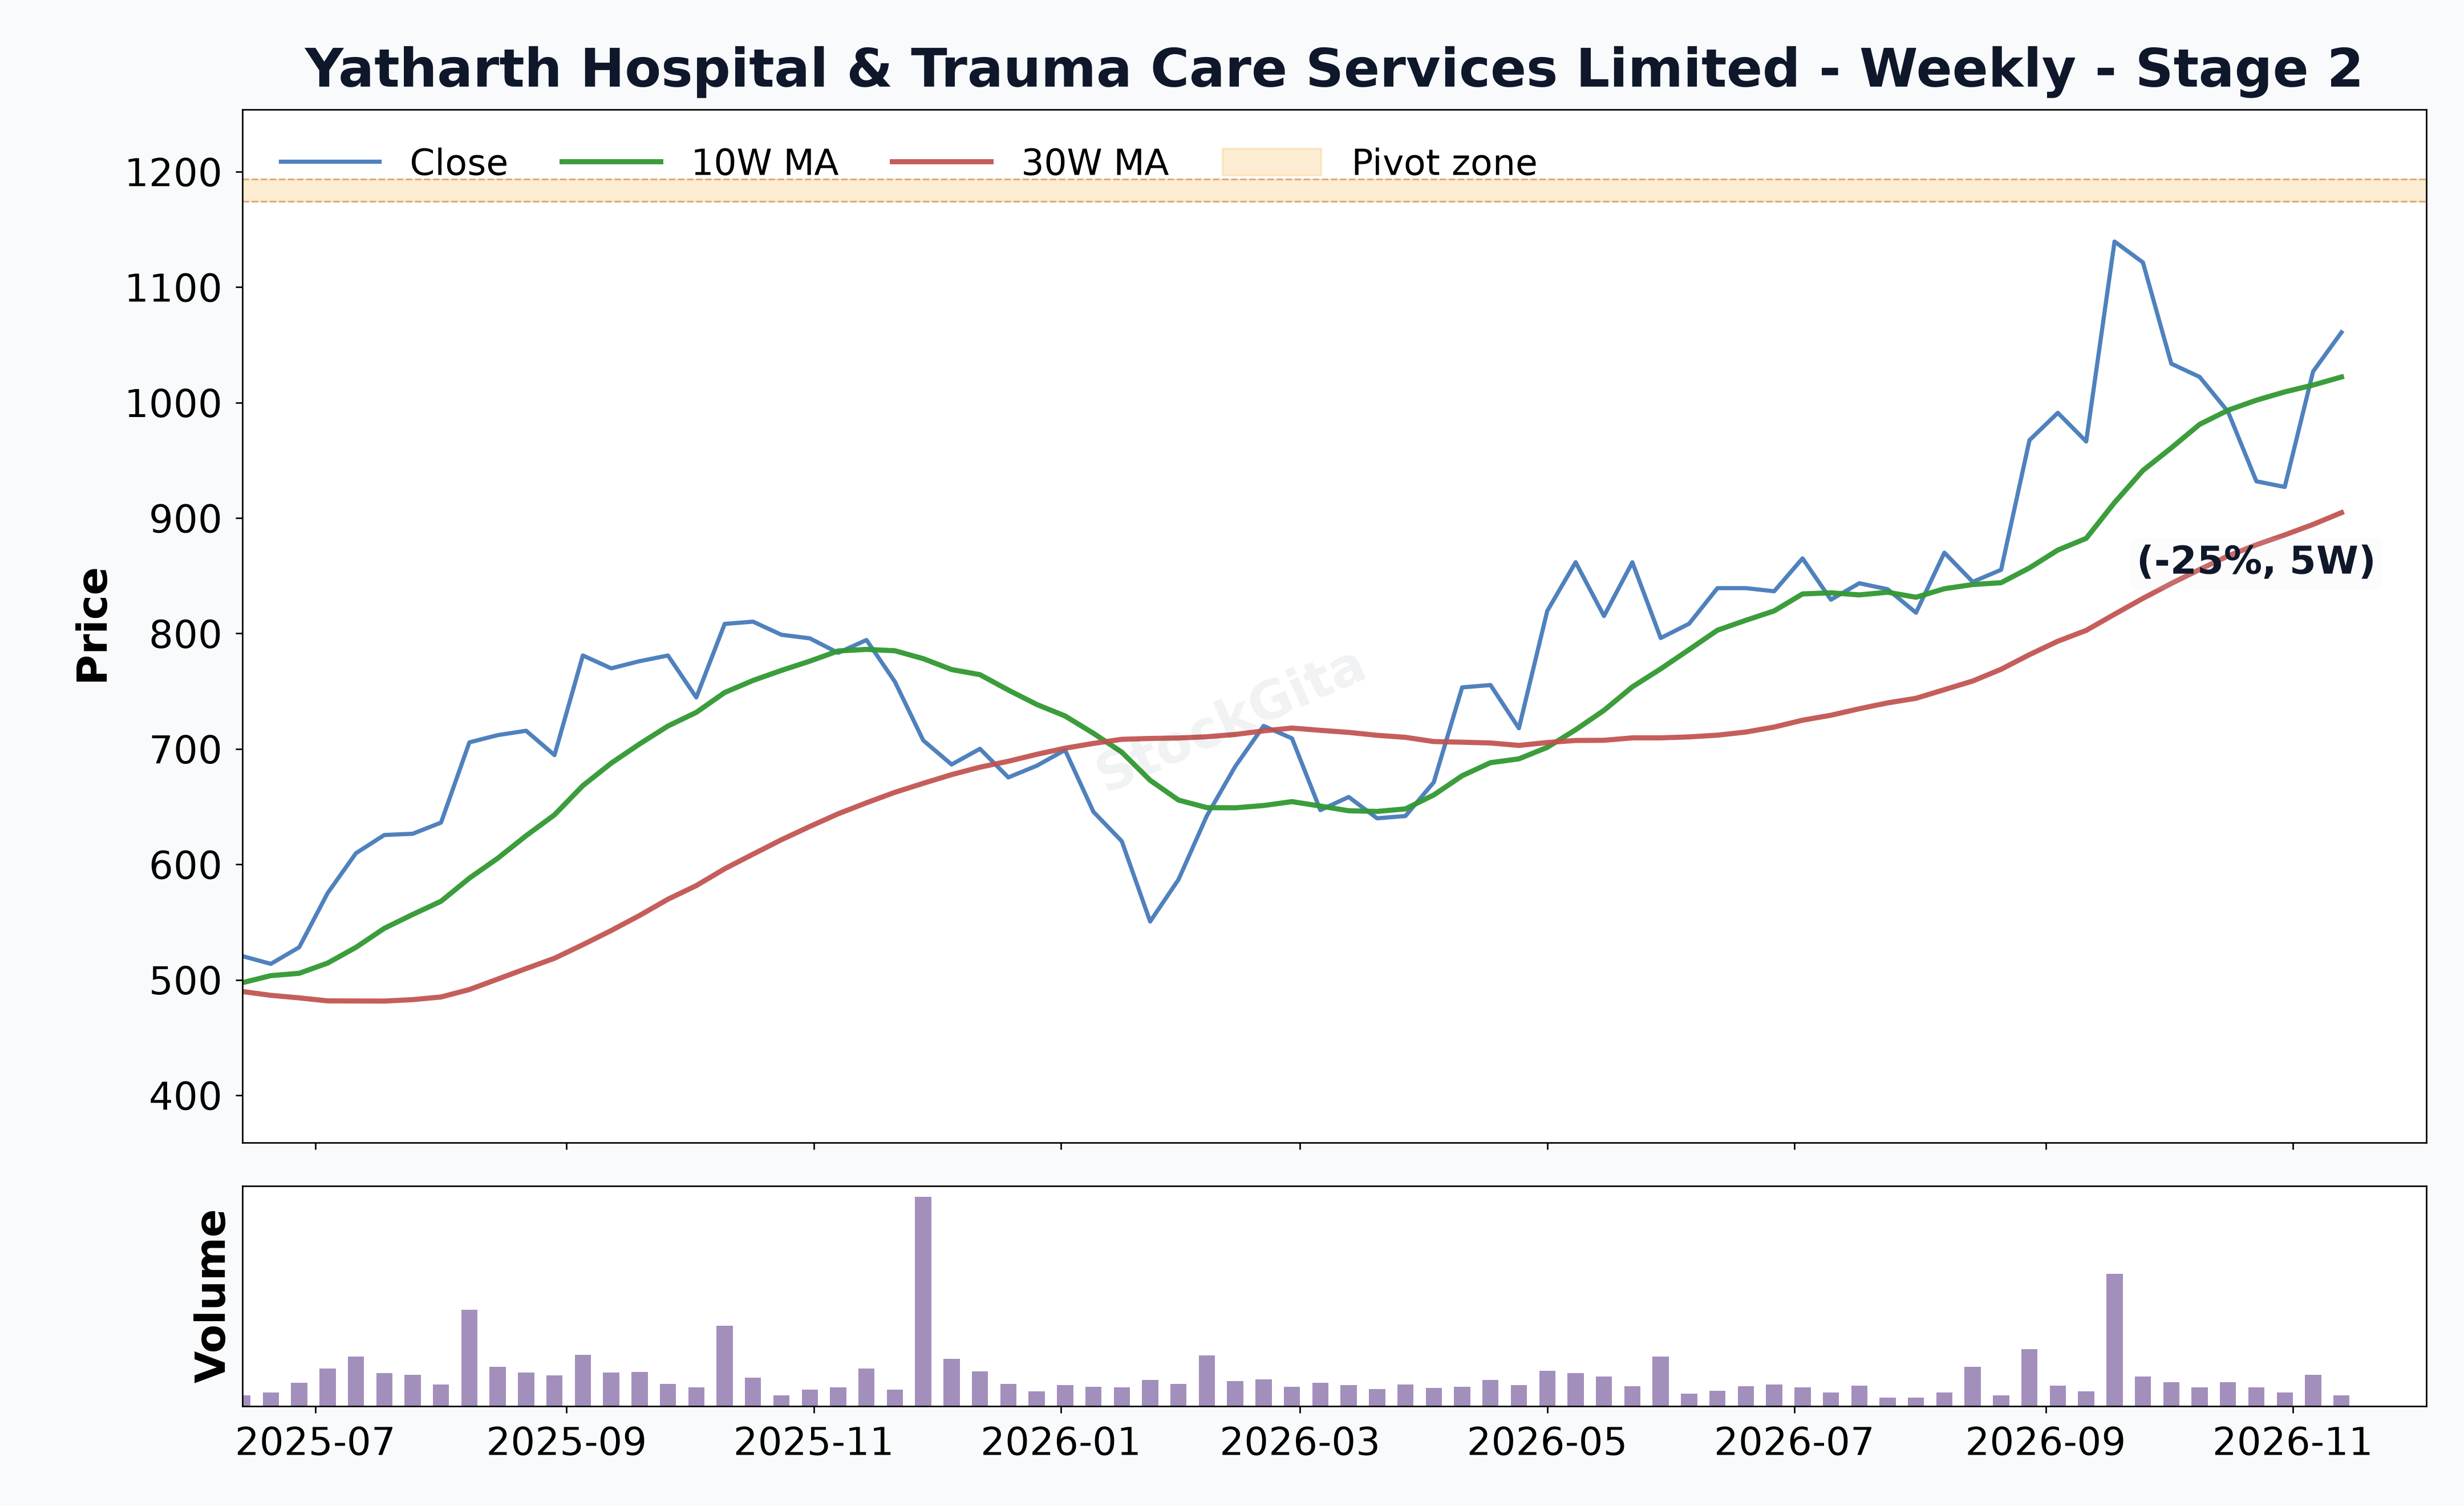 Yatharth Hospital & Trauma Care Services Limited - Weekly - Stage 2
Close 10W MA 30W MA Pivot zone
1200
1100
1000
900
800
700
600
500
400
Price
(-25%, 5W)
StockGita
Volume
2025-07 2025-09 2025-11 2026-01 2026-03 2026-05 2026-07 2026-09 2026-11